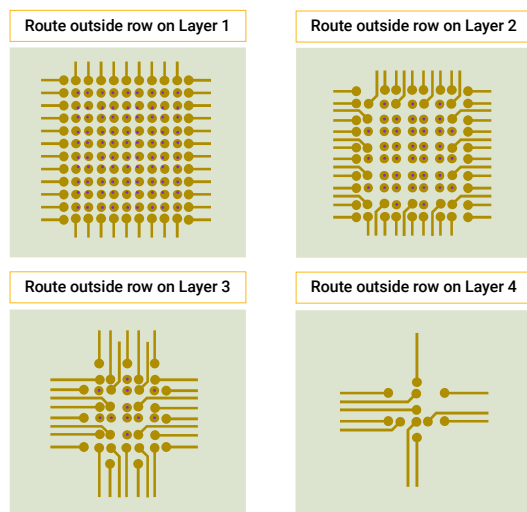 Route outside row on Layer 1
Route outside row on Layer 2
Route outside row on Layer 3
Route outside row on Layer 4